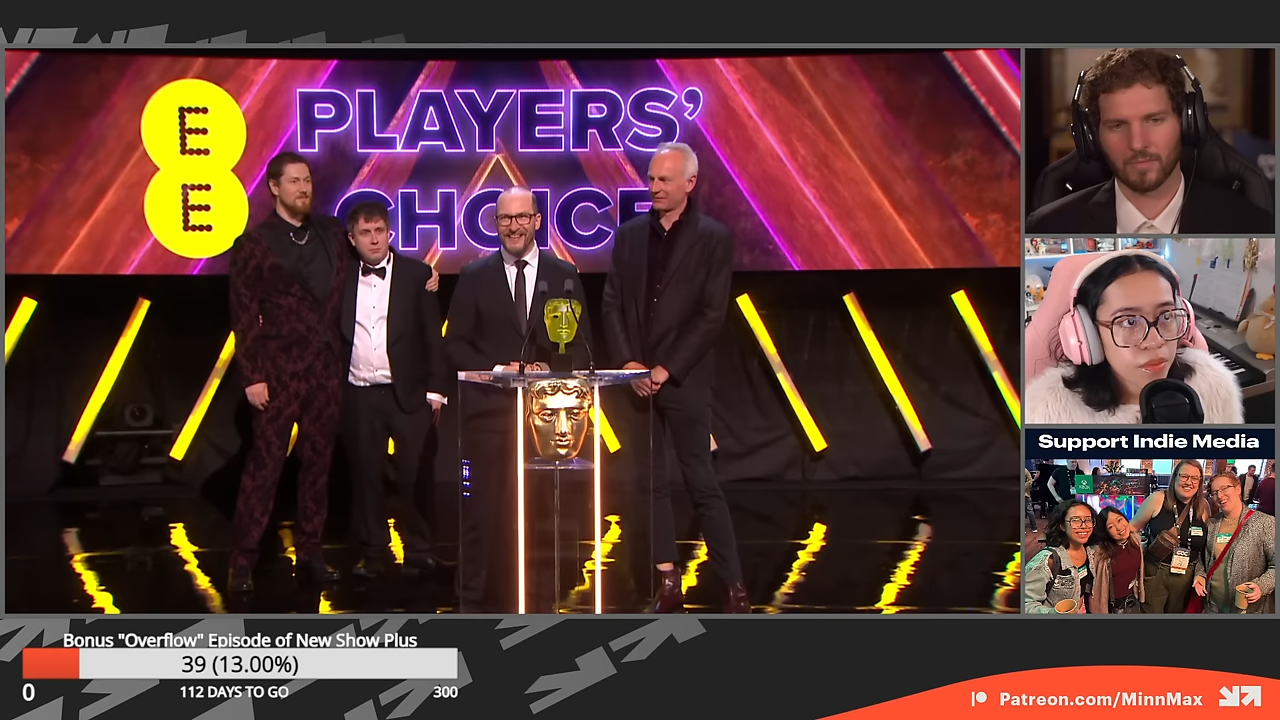 EE
PLAYERS'
CHOICE
Support Indie Media
Bonus "Overflow" Episode of New Show Plus
39 (13.00%)
0
112 DAYS TO GO
300
Patreon.com/MinnMax